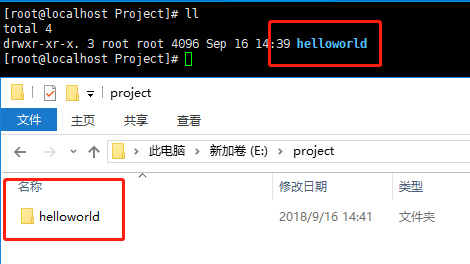 [root@localhost Project]# ll
total 4
drwxr-xr-x. 3 root root 4096 Sep 16 14:39 helloworld
[root@localhost Project]#
project
文件 主页 共享 查看
此电脑 › 新加卷 (E:) › project
名称 修改日期 类型
helloworld 2018/9/16 14:41 文件夹